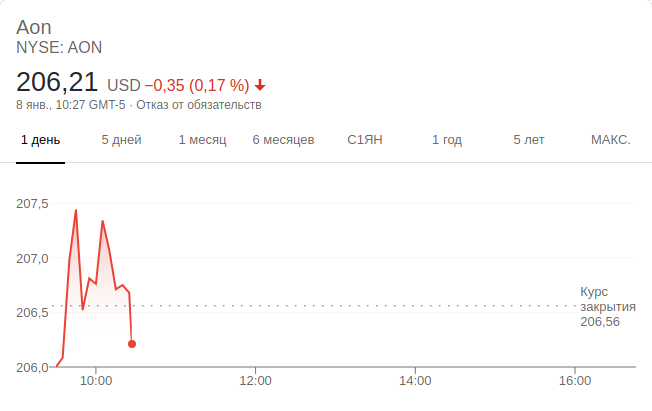 Aon
NYSE: AON
206,21 USD −0,35 (0,17 %)
8 янв., 10:27 GMT-5 · Отказ от обязательств
1 день 5 дней 1 месяц 6 месяцев С1ЯН 1 год 5 лет МАКС.
207,5
207,0
206,5
206,0
Курс
закрытия
206,56
10:00 12:00 14:00 16:00